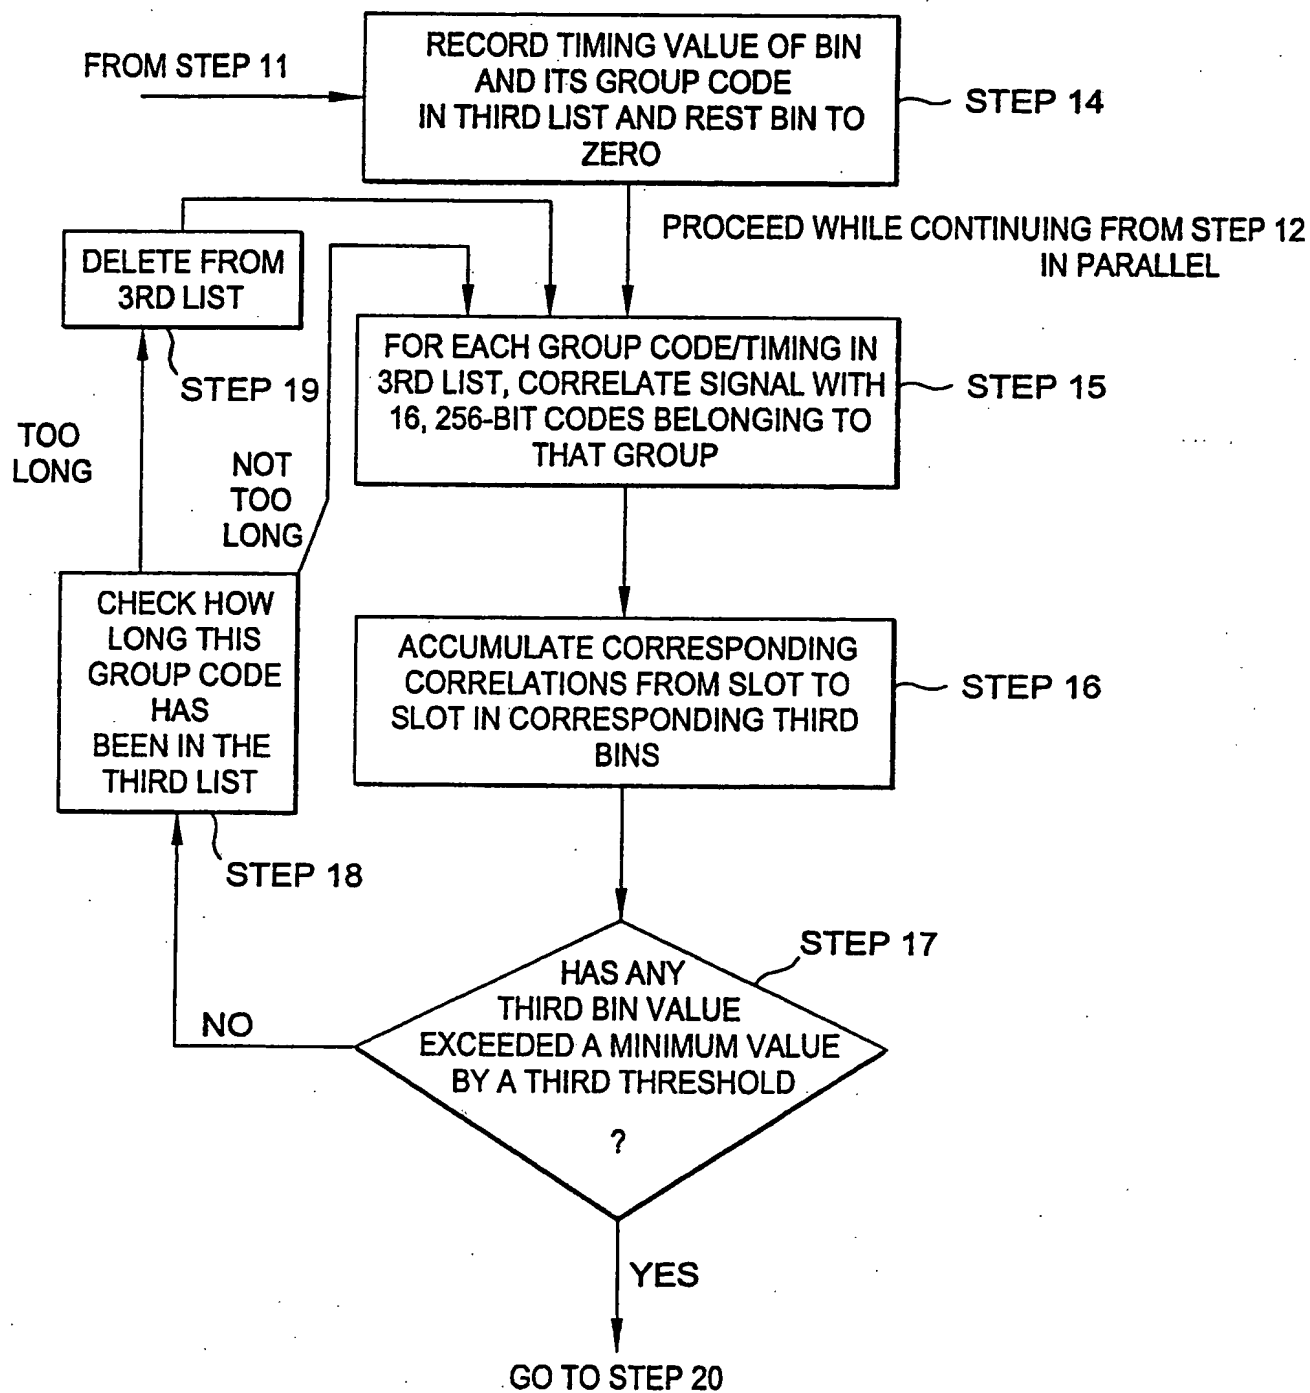 FROM STEP 11
RECORD TIMING VALUE OF BIN
AND ITS GROUP CODE
IN THIRD LIST AND REST BIN TO
ZERO
STEP 14
PROCEED WHILE CONTINUING FROM STEP 12
IN PARALLEL
DELETE FROM
3RD LIST
STEP 19
FOR EACH GROUP CODE/TIMING IN
3RD LIST, CORRELATE SIGNAL WITH
16, 256-BIT CODES BELONGING TO
THAT GROUP
STEP 15
TOO
LONG
NOT
TOO
LONG
CHECK HOW
LONG THIS
GROUP CODE
HAS
BEEN IN THE
THIRD LIST
STEP 18
ACCUMULATE CORRESPONDING
CORRELATIONS FROM SLOT TO
SLOT IN CORRESPONDING THIRD
BINS
STEP 16
HAS ANY
THIRD BIN VALUE
EXCEEDED A MINIMUM VALUE
BY A THIRD THRESHOLD
?
STEP 17
NO
YES
GO TO STEP 20